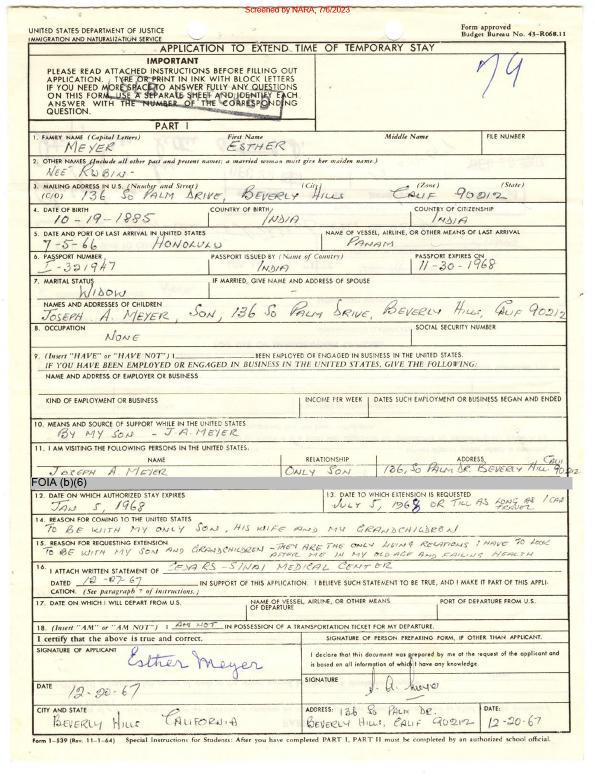 Screened by NARA, 7/6/2023
UNITED STATES DEPARTMENT OF JUSTICE
IMMIGRATION AND NATURALIZATION SERVICE
Form approved
Budget Bureau No. 43-R068.11
APPLICATION TO EXTEND TIME OF TEMPORARY STAY
IMPORTANT
PLEASE READ ATTACHED INSTRUCTIONS BEFORE FILLING OUT
APPLICATION. TYPE OR PRINT IN INK WITH BLOCK LETTERS
IF YOU NEED MORE SPACE TO ANSWER FULLY ANY QUESTIONS
ON THIS FORM, USE A SEPARATE SHEET AND IDENTIFY EACH
ANSWER WITH THE NUMBER OF THE CORRESPONDING
QUESTION.
PART I
1. FAMILY NAME (Capital Letters) First Name Middle Name FILE NUMBER
MEYER ESTHER
2. OTHER NAMES (Include all other past and present names; a married woman must give her maiden name.)
NEE RUBIN-
3. MAILING ADDRESS IN U.S. (Number and Street) (City) (Zone) (State)
(C/O) 136 SO PALM DRIVE, BEVERLY HILLS CALIF 90212
4. DATE OF BIRTH COUNTRY OF BIRTH COUNTRY OF CITIZENSHIP
10-19-1885 INDIA INDIA
5. DATE AND PORT OF LAST ARRIVAL IN UNITED STATES NAME OF VESSEL, AIRLINE, OR OTHER MEANS OF LAST ARRIVAL
7-5-66 HONOLULU PANAM
6. PASSPORT NUMBER PASSPORT ISSUED BY (Name of Country) PASSPORT EXPIRES ON
I-321947 INDIA 11-30-1968
7. MARITAL STATUS IF MARRIED, GIVE NAME AND ADDRESS OF SPOUSE
WIDOW -
NAMES AND ADDRESSES OF CHILDREN
JOSEPH A. MEYER, SON, 136 SO PALM DRIVE, BEVERLY HILLS, CALIF 90212
8. OCCUPATION SOCIAL SECURITY NUMBER
NONE
9. (Insert "HAVE" or "HAVE NOT") I BEEN EMPLOYED OR ENGAGED IN BUSINESS IN THE UNITED STATES.
IF YOU HAVE BEEN EMPLOYED OR ENGAGED IN BUSINESS IN THE UNITED STATES, GIVE THE FOLLOWING:
NAME AND ADDRESS OF EMPLOYER OR BUSINESS
KIND OF EMPLOYMENT OR BUSINESS INCOME PER WEEK DATES SUCH EMPLOYMENT OR BUSINESS BEGAN AND ENDED
10. MEANS AND SOURCE OF SUPPORT WHILE IN THE UNITED STATES
BY MY SON - J.A. MEYER
11. I AM VISITING THE FOLLOWING PERSONS IN THE UNITED STATES.
NAME RELATIONSHIP ADDRESS
JOSEPH A. MEYER ONLY SON 136, SO PALM DR. BEVERLY HILL CALIF 90212
FOIA (b)(6)
12. DATE ON WHICH AUTHORIZED STAY EXPIRES 13. DATE TO WHICH EXTENSION IS REQUESTED
JAN 5, 1968 JULY 5, 1968 OR TILL AS LONG AS I CAN
14. REASON FOR COMING TO THE UNITED STATES
TO BE WITH MY ONLY SON, HIS WIFE AND MY GRANDCHILDREN
15. REASON FOR REQUESTING EXTENSION
TO BE WITH MY SON AND GRANDCHILDREN - THEY ARE THE ONLY LIVING RELATIONS I HAVE TO LOOK
AFTER ME IN MY OLD AGE AND FAILING HEALTH
16. I ATTACH WRITTEN STATEMENT OF CEDARS-SINAI MEDICAL CENTER
DATED 12-07-67 IN SUPPORT OF THIS APPLICATION. I BELIEVE SUCH STATEMENT TO BE TRUE, AND I MAKE IT PART OF THIS APPLI-
CATION. (See paragraph 7 of instructions.)
17. DATE ON WHICH I WILL DEPART FROM U.S. NAME OF VESSEL, AIRLINE, OR OTHER MEANS OF DEPARTURE PORT OF DEPARTURE FROM U.S.
18. (Insert "AM" or "AM NOT") I AM NOT IN POSSESSION OF A TRANSPORTATION TICKET FOR MY DEPARTURE.
I certify that the above is true and correct. SIGNATURE OF PERSON PREPARING FORM, IF OTHER THAN APPLICANT.
SIGNATURE OF APPLICANT I declare that this document was prepared by me at the request of the applicant and
is based on all information of which I have any knowledge.
Esther Meyer
SIGNATURE
DATE
12-20-67
CITY AND STATE ADDRESS: 136 SO PALM DR. DATE:
BEVERLY HILLS CALIFORNIA BEVERLY HILLS, CALIF 90212 12-20-67
Form I-539 (Rev. 11-1-64) Special Instructions for Students: After you have completed PART I, PART II must be completed by an authorized school official.